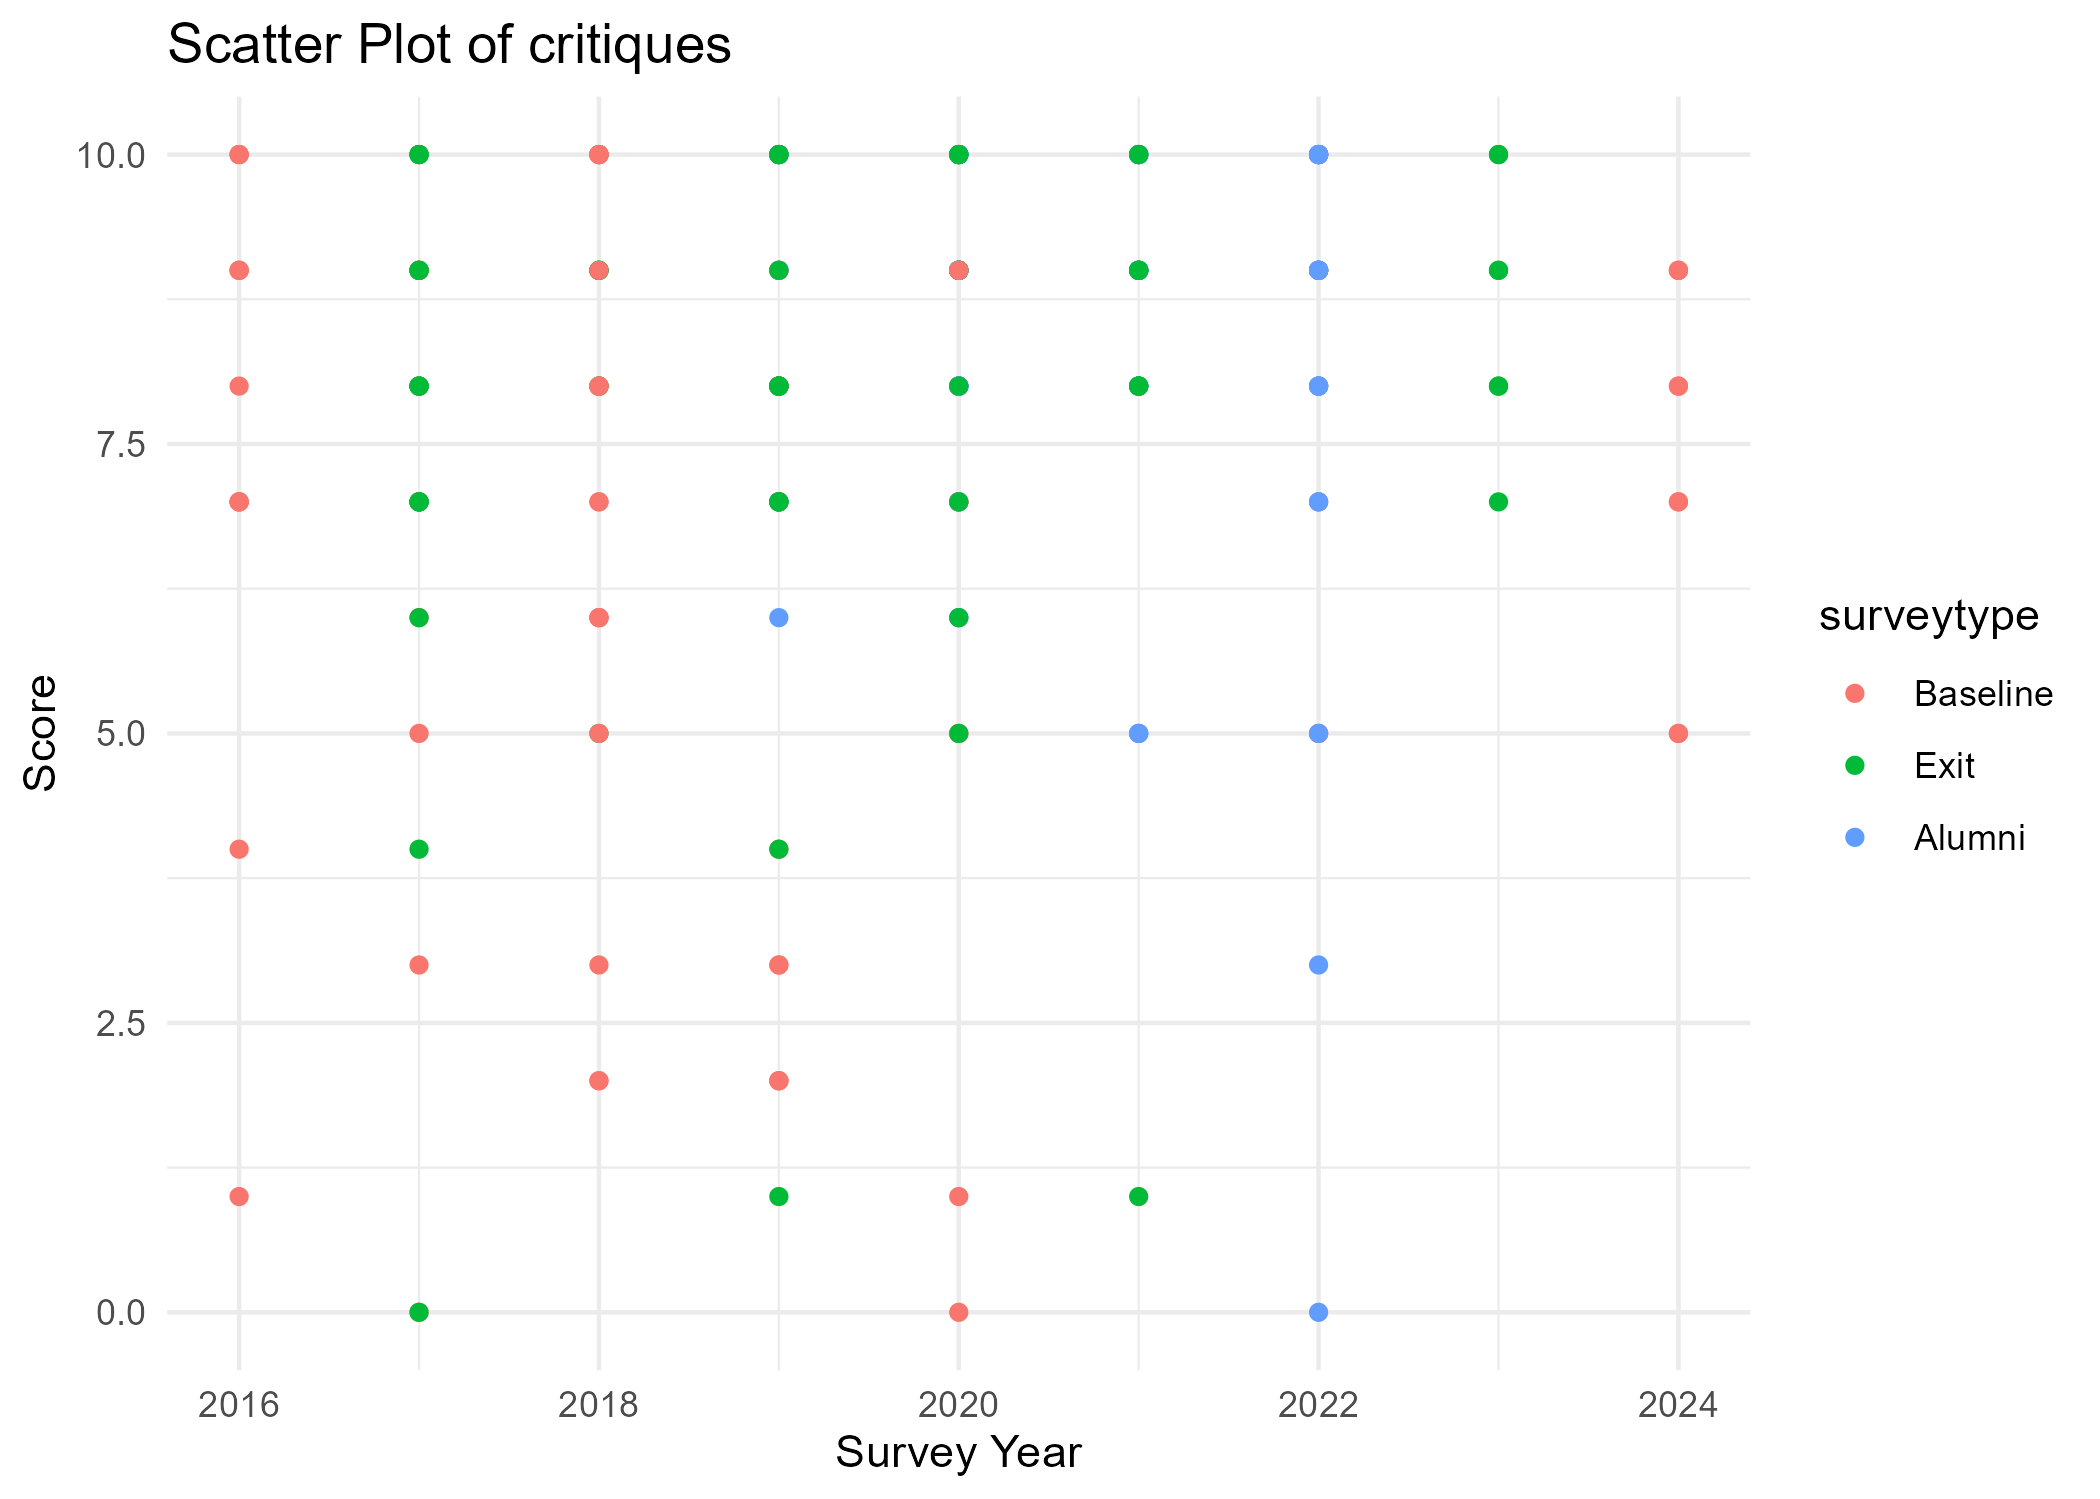 Scatter Plot of critiques
10.0
7.5
5.0
2.5
0.0
Score
2016 2018 2020 2022 2024
Survey Year
surveytype
Baseline
Exit
Alumni